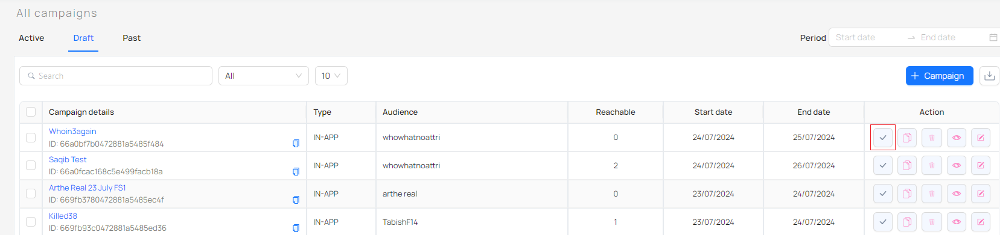 All campaigns
Active Draft Past Period Start date End date
Search All 10 + Campaign
Campaign details Type Audience Reachable Start date End date Action
Whoin3again
ID: 66a0bf7b0472881a5485f484 IN-APP whowhatnoattri 0 24/07/2024 25/07/2024
Saqib Test
ID: 66a0fcac168c5e499facb18a IN-APP whowhatnoattri 2 24/07/2024 26/07/2024
Arthe Real 23 July FS1
ID: 669fb3780472881a5485ec4f IN-APP arthe real 0 23/07/2024 24/07/2024
Killed38
ID: 669fb93c0472881a5485ed36 IN-APP TabishF14 1 23/07/2024 24/07/2024